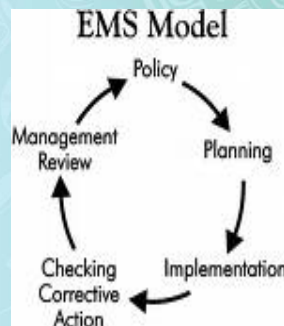 EMS Model
Policy
Planning
Implementation
Checking
Corrective
Action
Management
Review